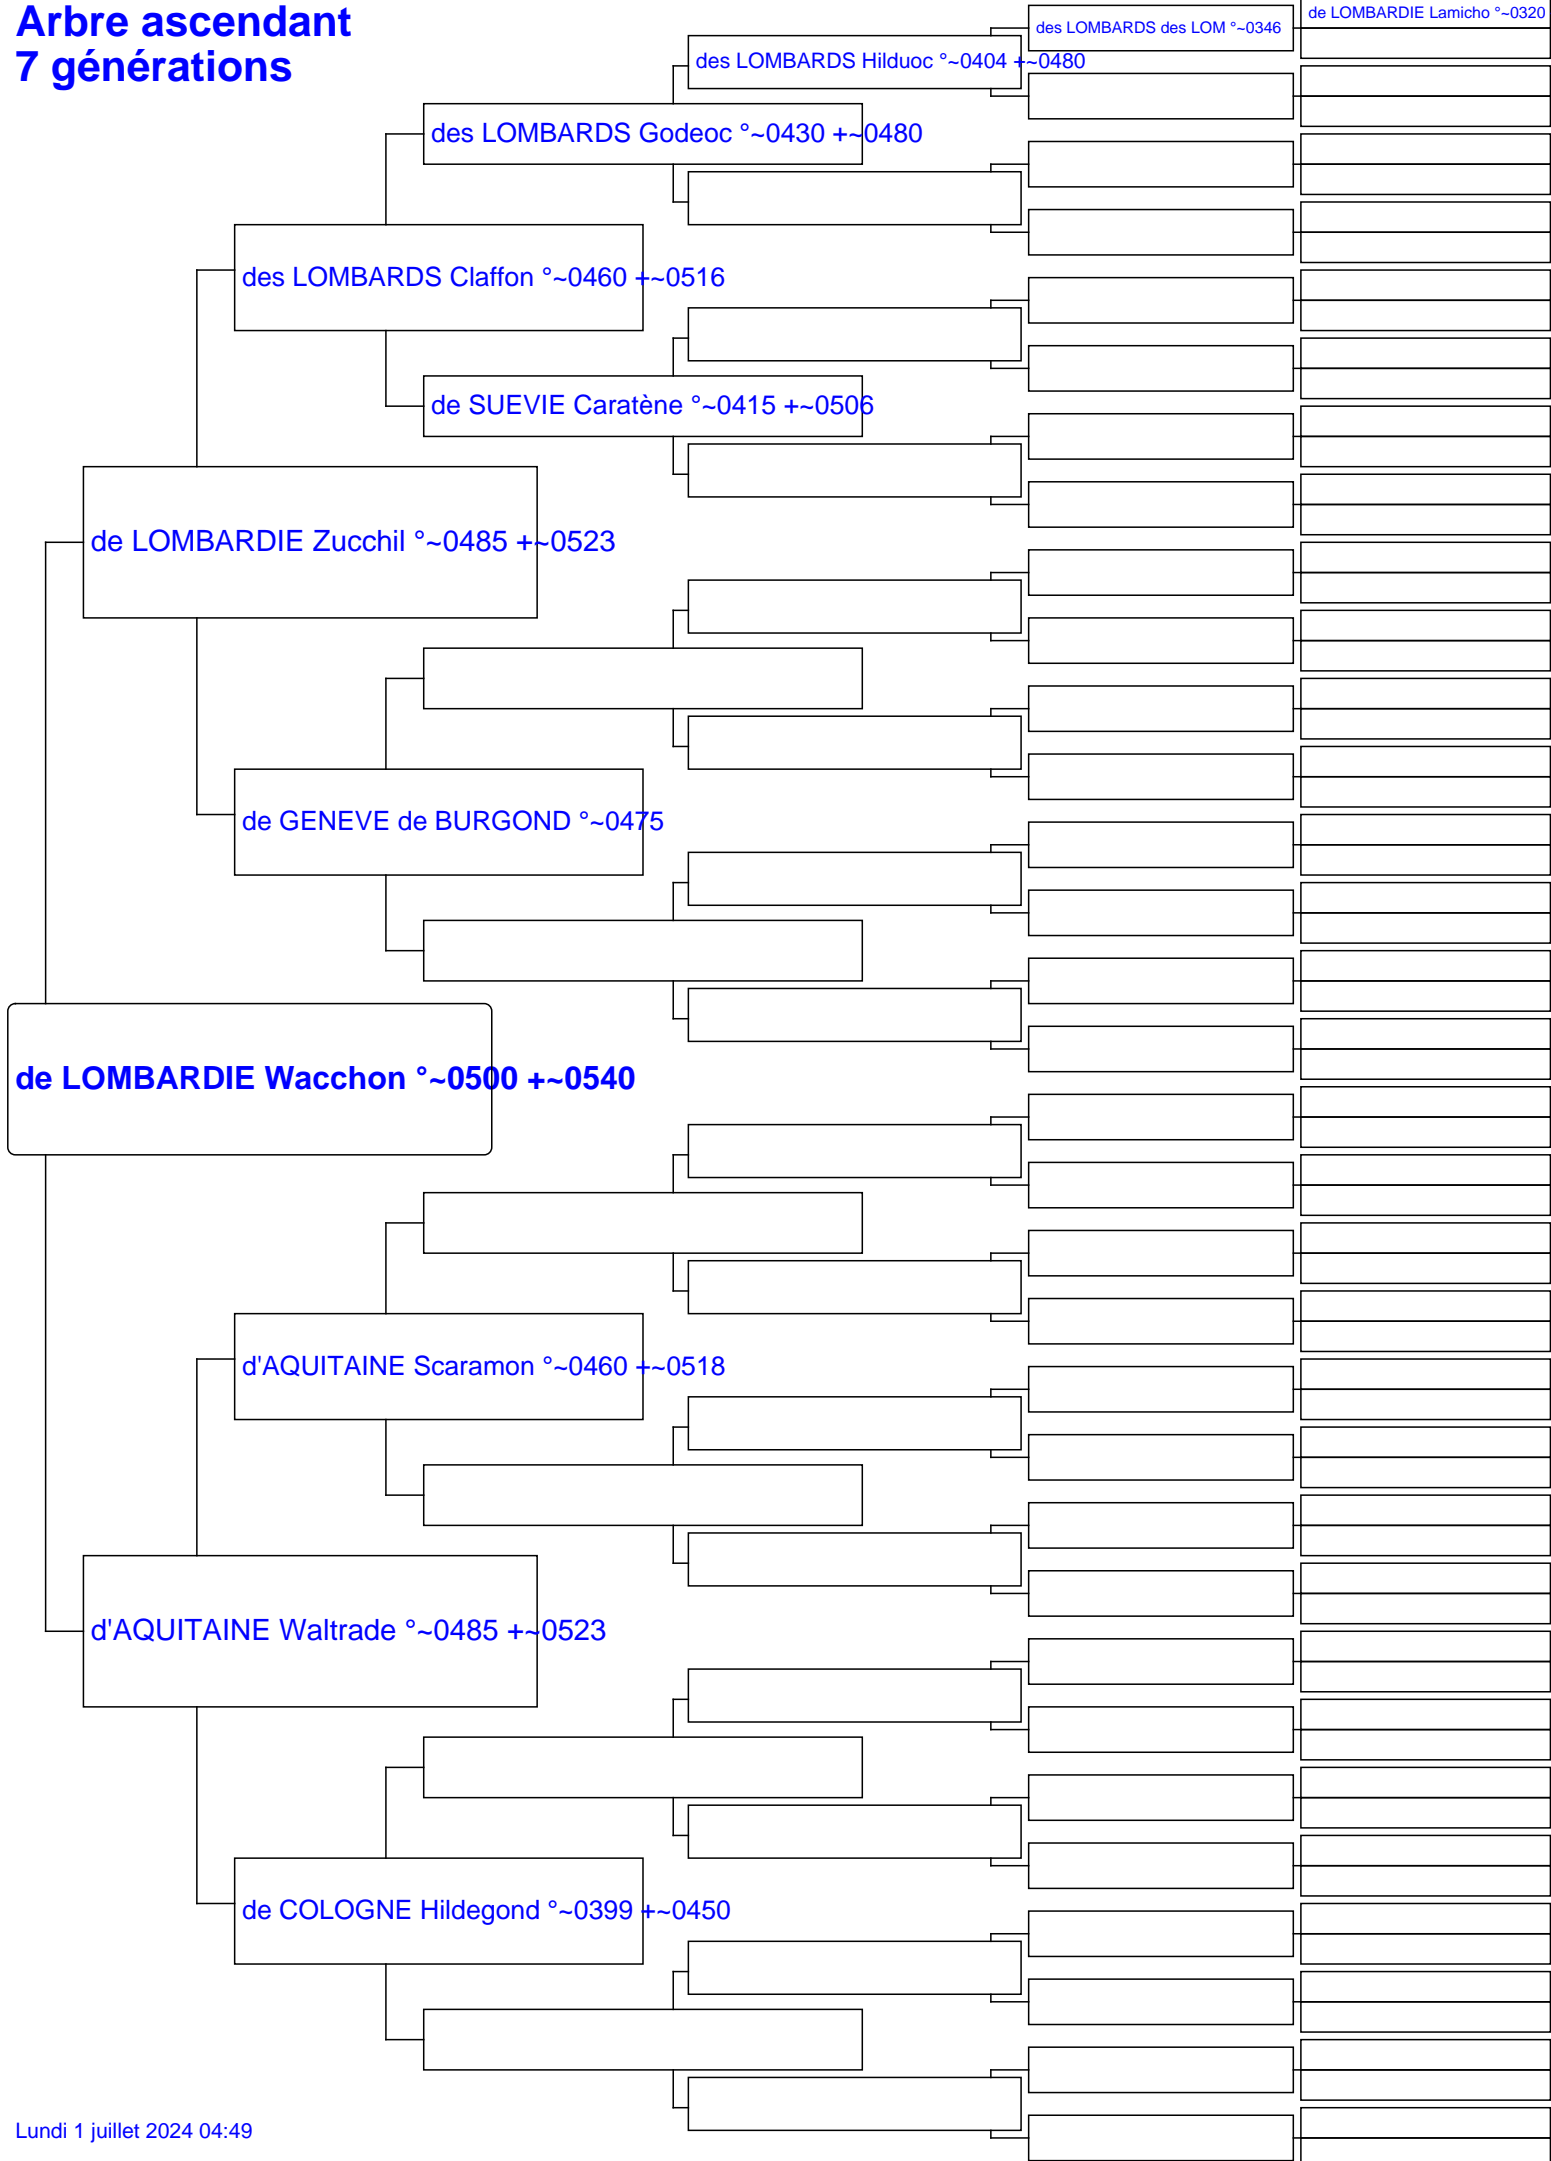 Arbre ascendant
7 générations
de LOMBARDIE Lamicho °~0320
des LOMBARDS des LOM °~0346
des LOMBARDS Hilduoc °~0404 +~0480
des LOMBARDS Godeoc °~0430 +~0480
des LOMBARDS Claffon °~0460 +~0516
de SUEVIE Caratène °~0415 +~0506
de LOMBARDIE Zucchil °~0485 +~0523
de GENEVE de BURGOND °~0475
de LOMBARDIE Wacchon °~0500 +~0540
d'AQUITAINE Scaramon °~0460 +~0518
d'AQUITAINE Waltrade °~0485 +~0523
de COLOGNE Hildegond °~0399 +~0450
Lundi 1 juillet 2024 04:49